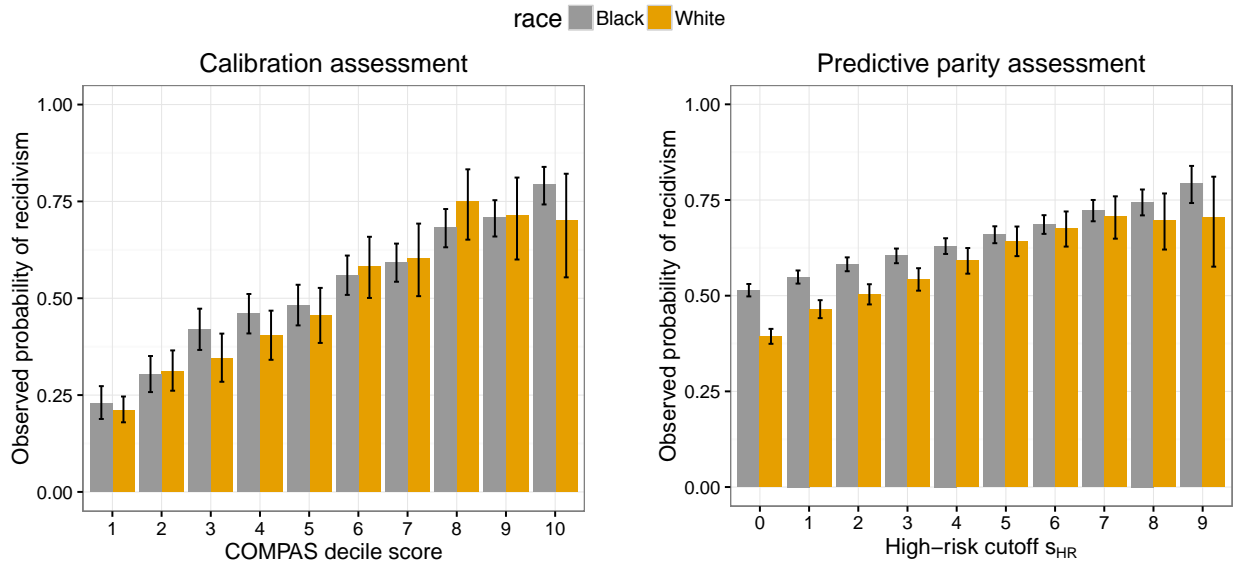 race Black White
Calibration assessment
Observed probability of recidivism
1.00
0.75
0.50
0.25
0.00
1 2 3 4 5 6 7 8 9 10
COMPAS decile score
Predictive parity assessment
Observed probability of recidivism
1.00
0.75
0.50
0.25
0.00
0 1 2 3 4 5 6 7 8 9
High−risk cutoff sHR